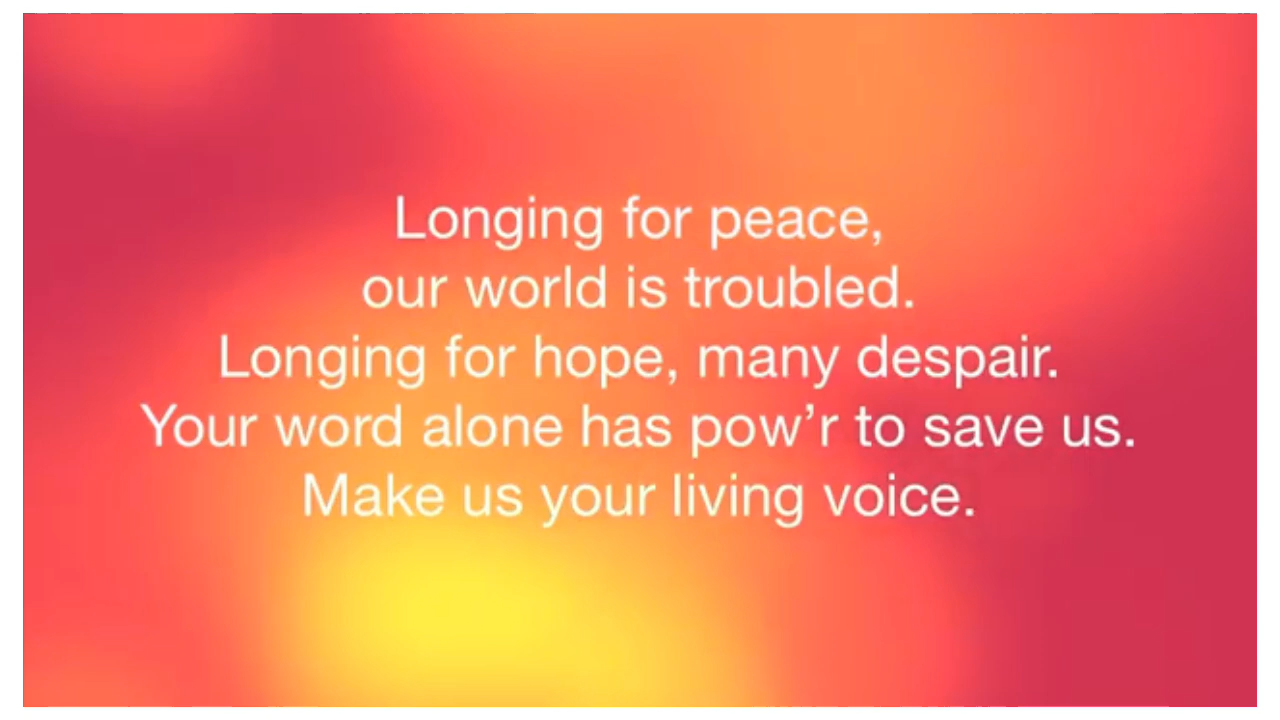 Longing for peace,
our world is troubled.
Longing for hope, many despair.
Your word alone has pow’r to save us.
Make us your living voice.